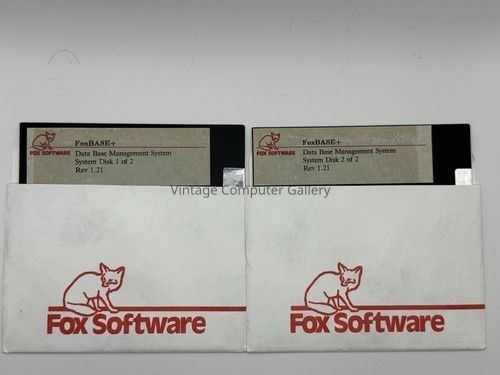 FoxBASE+
Data Base Management System
System Disk 1 of 2
Rev 1.21
FOX SOFTWARE
FoxBASE+
Data Base Management System
System Disk 2 of 2
Rev 1.21
FOX SOFTWARE
Vintage Computer Gallery
Fox Software
Fox Software